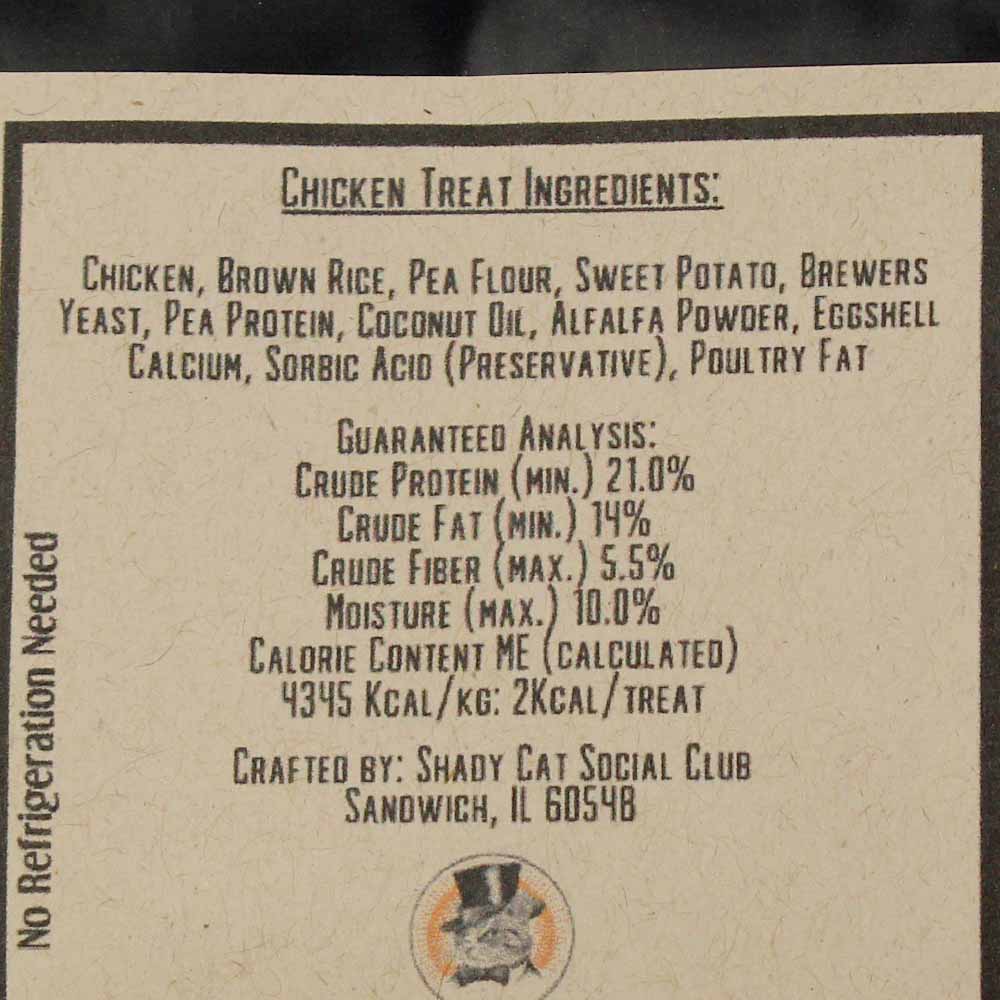 Chicken Treat Ingredients:
Chicken, Brown Rice, Pea Flour, Sweet Potato, Brewers
Yeast, Pea Protein, Coconut Oil, Alfalfa Powder, Eggshell
Calcium, Sorbic Acid (Preservative), Poultry Fat
Guaranteed Analysis:
Crude Protein (min.) 21.0%
Crude Fat (min.) 14%
Crude Fiber (max.) 5.5%
Moisture (max.) 10.0%
Calorie Content ME (calculated)
4345 Kcal/kg: 2Kcal/treat
Crafted by: Shady Cat Social Club
Sandwich, IL 60548
No Refrigeration Needed